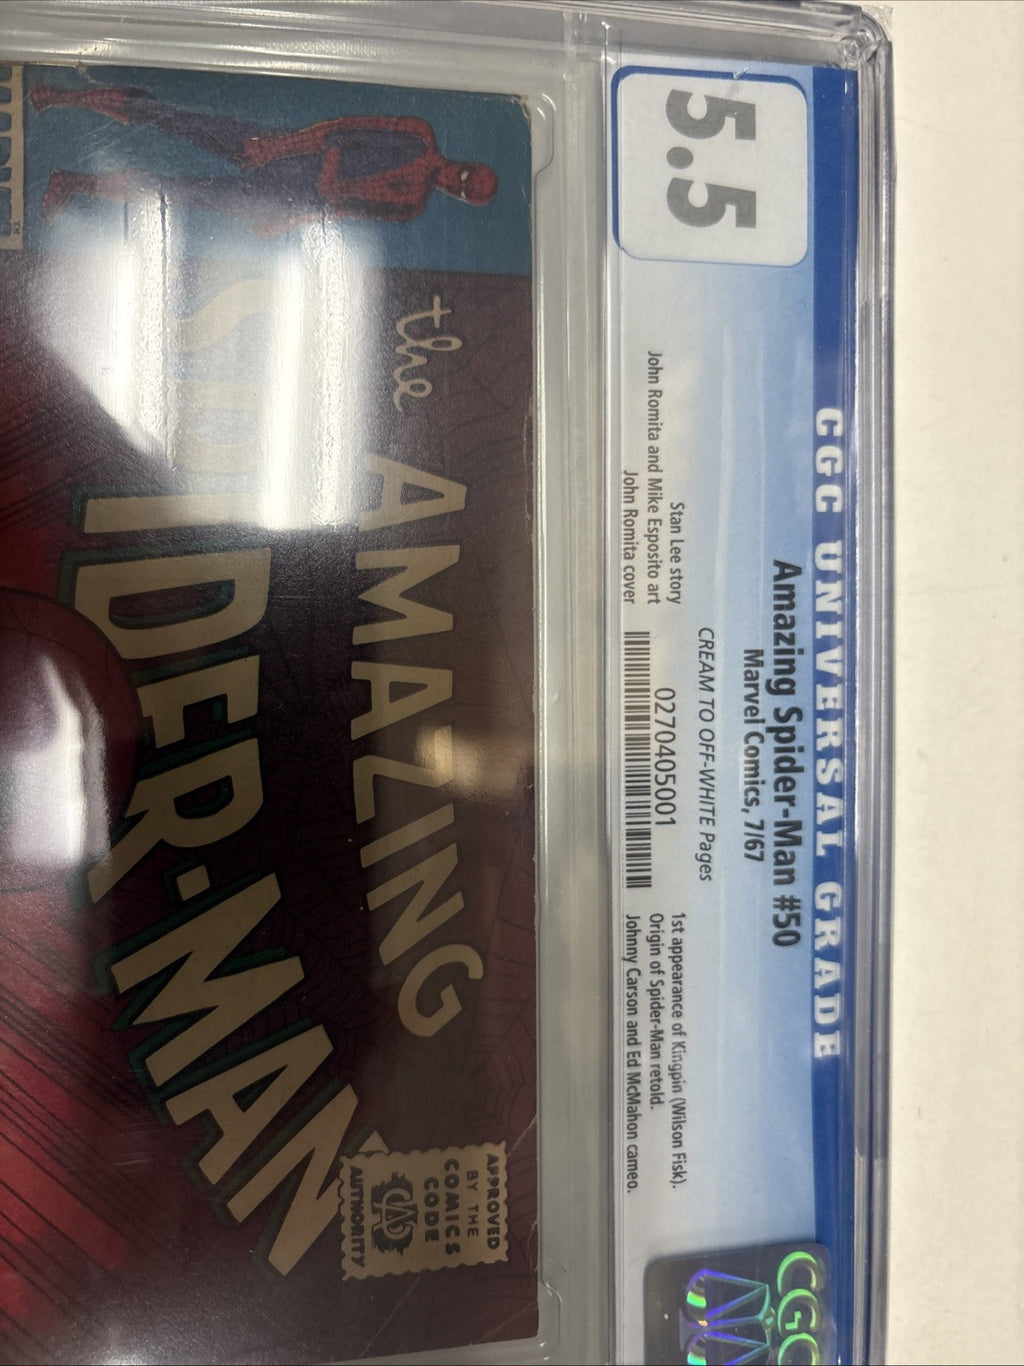 CGC UNIVERSAL GRADE
5.5
Amazing Spider-Man #50
Marvel Comics, 7/67
CREAM TO OFF-WHITE Pages
Stan Lee story
John Romita and Mike Esposito art
John Romita cover
0270405001
1st appearance of Kingpin (Wilson Fisk).
Origin of Spider-Man retold.
Johnny Carson and Ed McMahon cameo.
CGC
the AMAZING
SPIDER-MAN
APPROVED
BY THE
COMICS
CODE
CA
AUTHORITY
TM